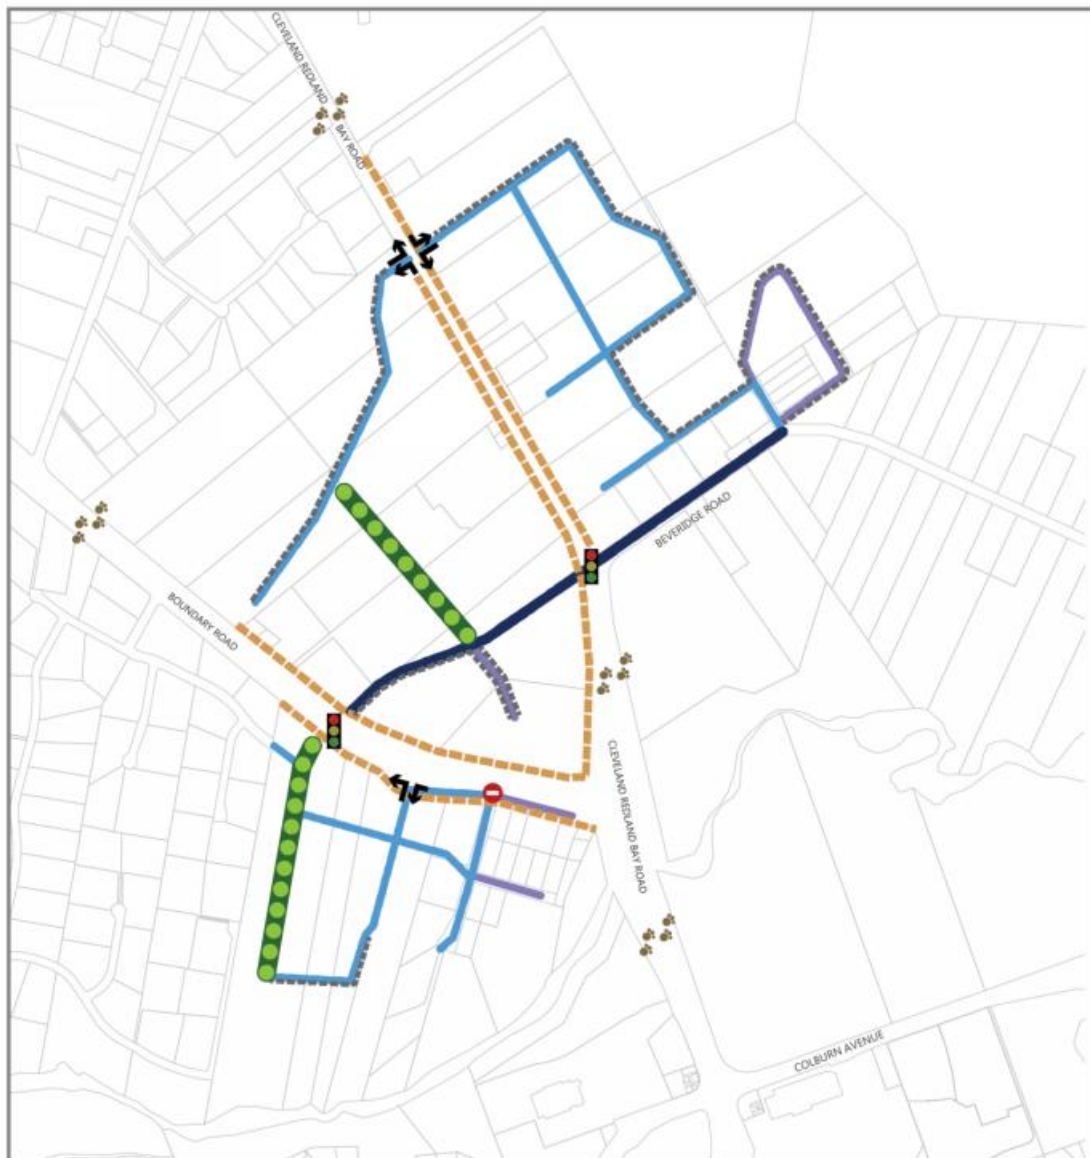 CLEVELAND REDLAND
BAY ROAD
BEVERIDGE ROAD
BOUNDARY ROAD
CLEVELAND REDLAND BAY ROAD
COLBURN AVENUE